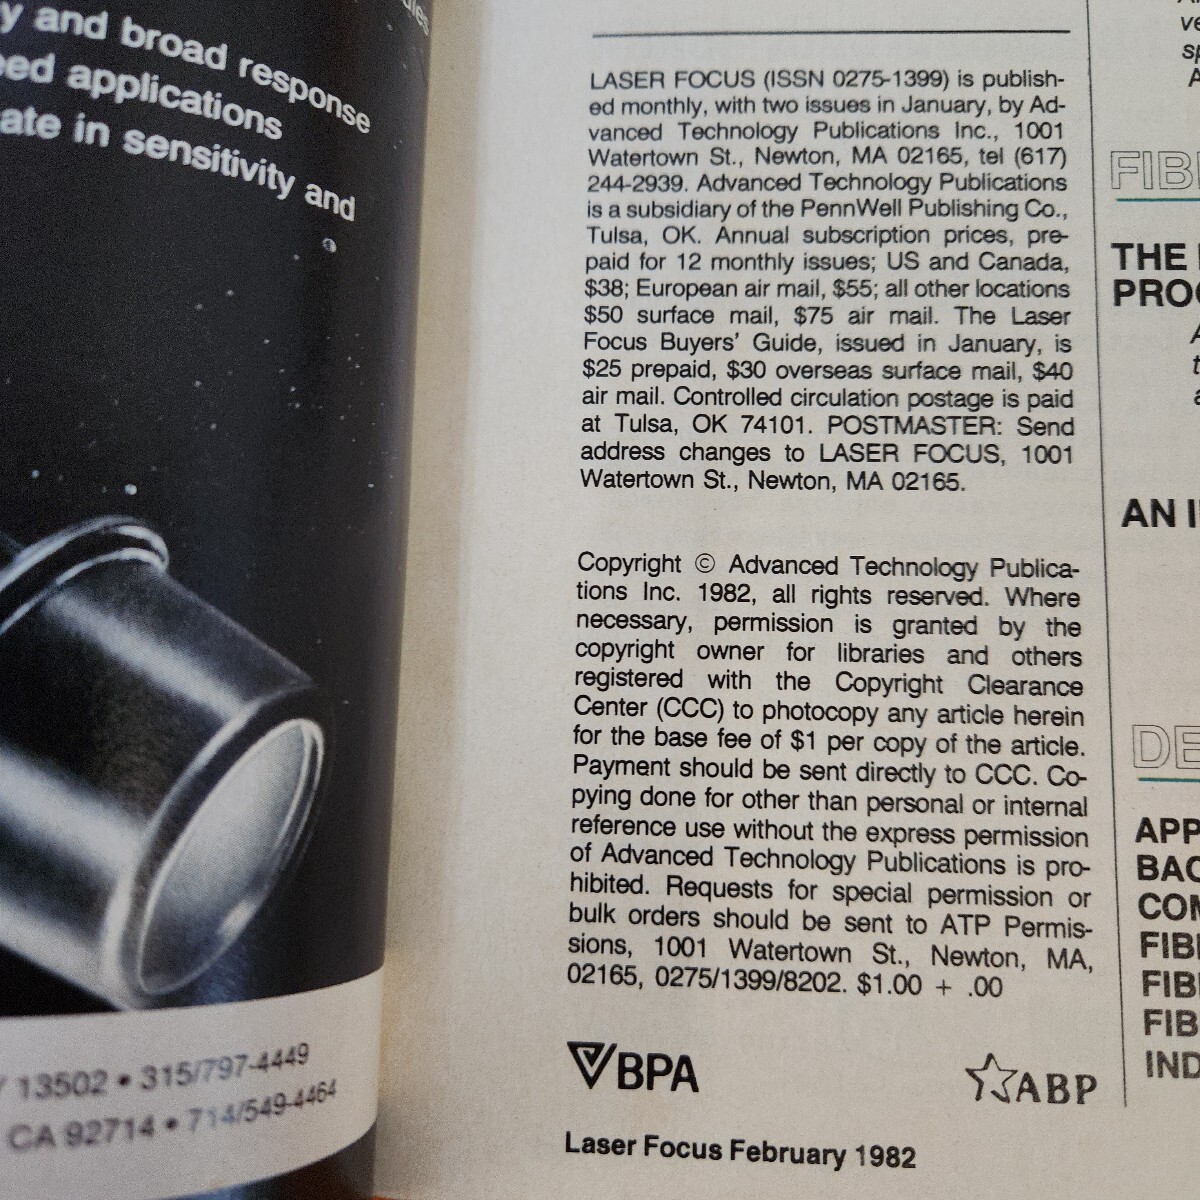 y and broad response
eed applications
ate in sensitivity and
13502 • 315/797-4449
CA 92714 • 714/549-4464
LASER FOCUS (ISSN 0275-1399) is publish-
ed monthly, with two issues in January, by Ad-
vanced Technology Publications Inc., 1001
Watertown St., Newton, MA 02165, tel (617)
244-2939. Advanced Technology Publications
is a subsidiary of the PennWell Publishing Co.,
Tulsa, OK. Annual subscription prices, pre-
paid for 12 monthly issues; US and Canada,
$38; European air mail, $55; all other locations
$50 surface mail, $75 air mail. The Laser
Focus Buyers' Guide, issued in January, is
$25 prepaid, $30 overseas surface mail, $40
air mail. Controlled circulation postage is paid
at Tulsa, OK 74101. POSTMASTER: Send
address changes to LASER FOCUS, 1001
Watertown St., Newton, MA 02165.
Copyright © Advanced Technology Publica-
tions Inc. 1982, all rights reserved. Where
necessary, permission is granted by the
copyright owner for libraries and others
registered with the Copyright Clearance
Center (CCC) to photocopy any article herein
for the base fee of $1 per copy of the article.
Payment should be sent directly to CCC. Co-
pying done for other than personal or internal
reference use without the express permission
of Advanced Technology Publications is pro-
hibited. Requests for special permission or
bulk orders should be sent to ATP Permis-
sions, 1001 Watertown St., Newton, MA,
02165, 0275/1399/8202. $1.00 + .00
BPA
ABP
Laser Focus February 1982
ve
sp
A
FIB
THE
PROG
A
t
a
AN I
DE
APP
BAC
COM
FIB
FIB
FIB
IND